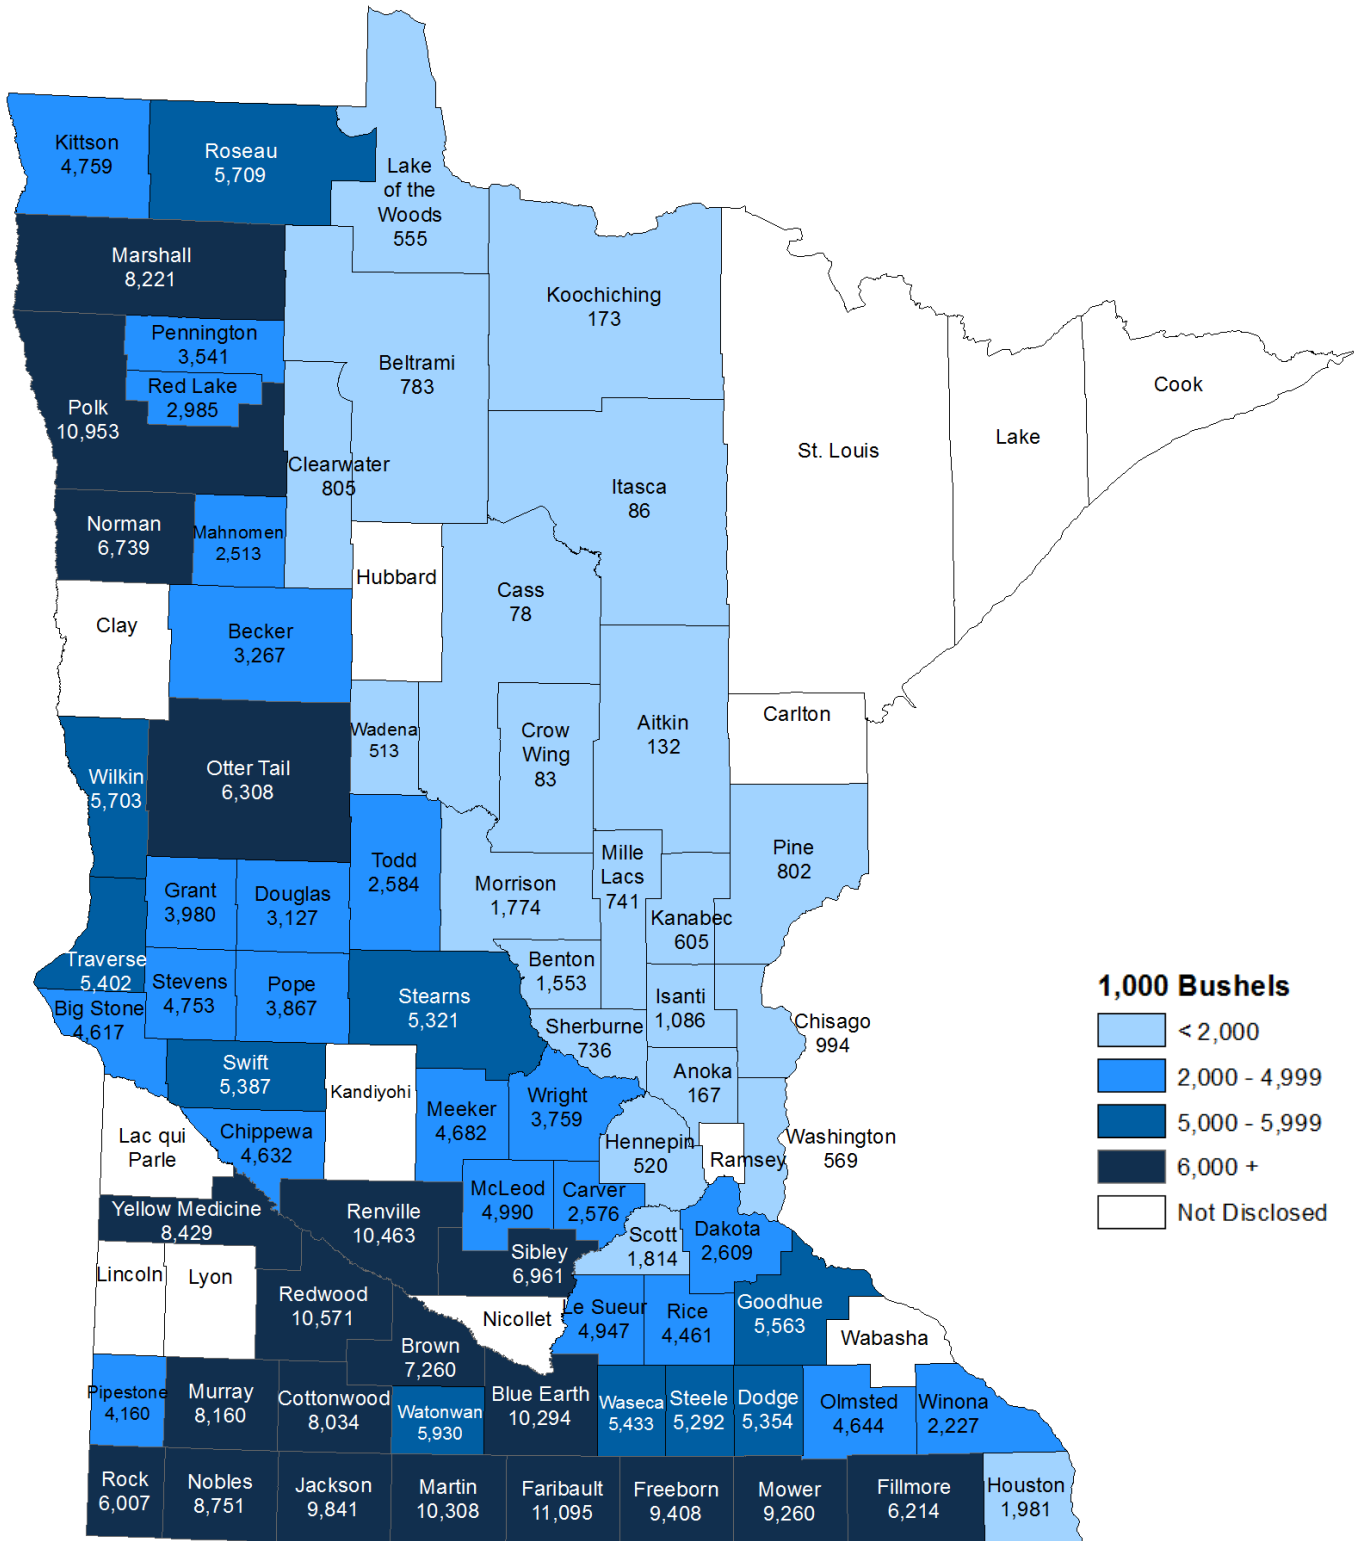 Kittson
4,759
Roseau
5,709
Lake
of the
Woods
555
Marshall
8,221
Koochiching
173
Pennington
3,541
Beltrami
783
Red Lake
2,985
Polk
10,953
Clearwater
805
Itasca
86
St. Louis
Lake
Cook
Norman
6,739
Mahnomen
2,513
Hubbard
Cass
78
Clay
Becker
3,267
Wadena
513
Crow
Wing
83
Aitkin
132
Carlton
Wilkin
5,703
Otter Tail
6,308
Todd
2,584
Morrison
1,774
Mille
Lacs
741
Kanabec
605
Pine
802
Grant
3,980
Douglas
3,127
Traverse
5,402
Stevens
4,753
Pope
3,867
Stearns
5,321
Benton
1,553
Isanti
1,086
Big Stone
4,617
Sherburne
736
Chisago
994
Swift
5,387
Kandiyohi
Meeker
4,682
Wright
3,759
Anoka
167
Lac qui
Parle
Chippewa
4,632
Hennepin
520
Ramsey
Washington
569
Yellow Medicine
8,429
Renville
10,463
McLeod
4,990
Carver
2,576
Scott
1,814
Dakota
2,609
Lincoln
Lyon
Redwood
10,571
Sibley
6,961
Nicollet
Le Sueur
4,947
Rice
4,461
Goodhue
5,563
Wabasha
Brown
7,260
Pipestone
4,160
Murray
8,160
Cottonwood
8,034
Watonwan
5,930
Blue Earth
10,294
Waseca
5,433
Steele
5,292
Dodge
5,354
Olmsted
4,644
Winona
2,227
Rock
6,007
Nobles
8,751
Jackson
9,841
Martin
10,308
Faribault
11,095
Freeborn
9,408
Mower
9,260
Fillmore
6,214
Houston
1,981
1,000 Bushels
< 2,000
2,000 - 4,999
5,000 - 5,999
6,000 +
Not Disclosed